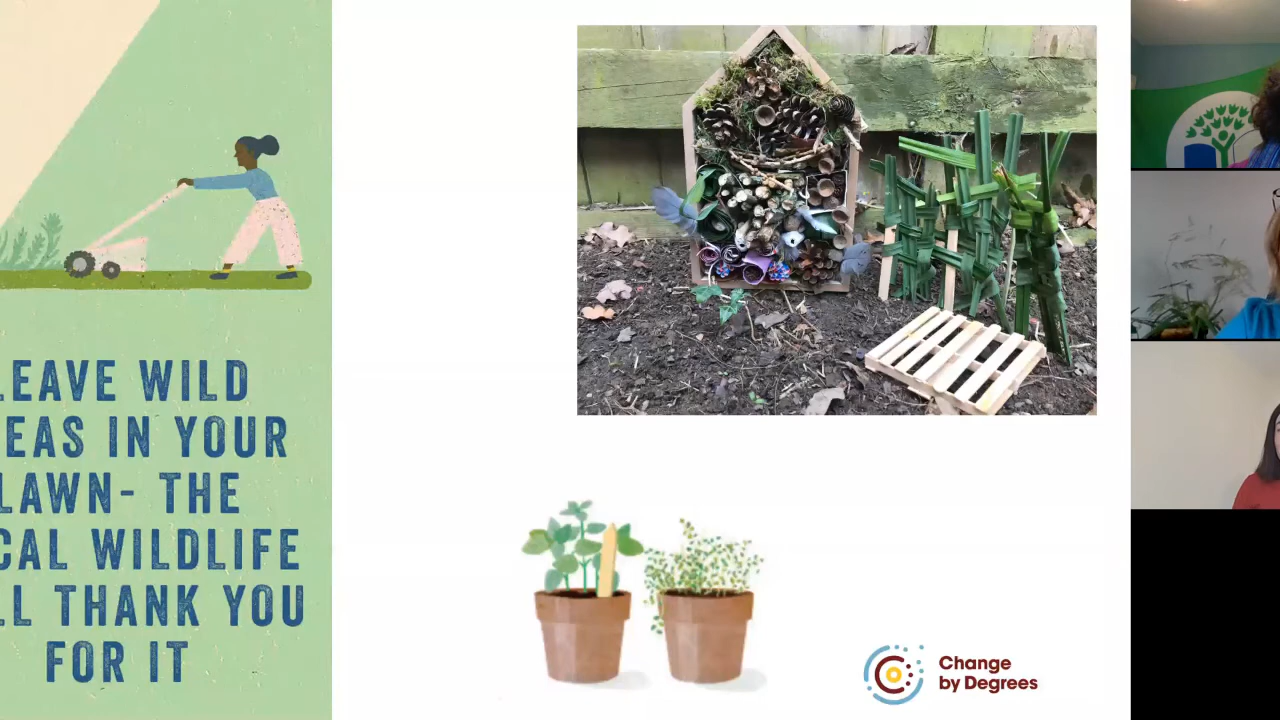 LEAVE WILD
EAS IN YOUR
LAWN- THE
CAL WILDLIFE
LL THANK YOU
FOR IT
Change
by Degrees